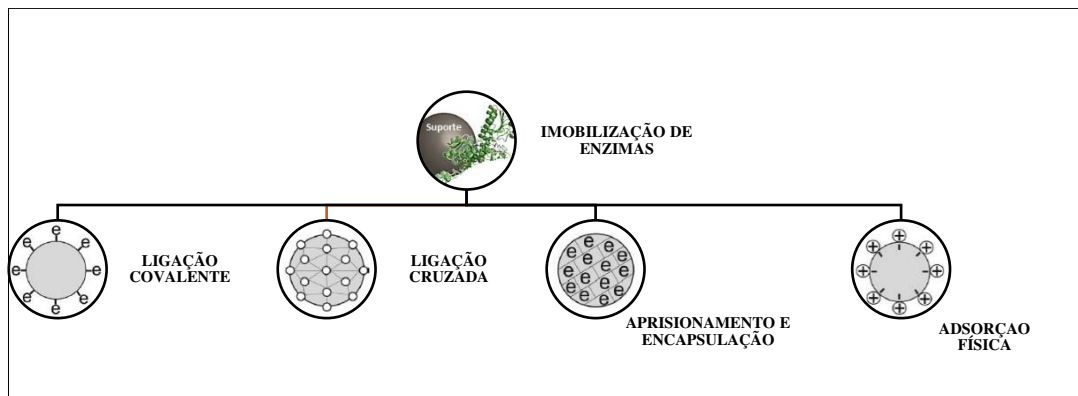 Suporte
IMOBILIZAÇÃO DE
ENZIMAS
e
e e
e e
e e
e
LIGAÇÃO
COVALENTE
LIGAÇÃO
CRUZADA
e e
e e e
e e e e
e e e
e e
APRISIONAMENTO E
ENCAPSULAÇÃO
+
+ +
+ +
+ +
+
ADSORÇAO
FÍSICA